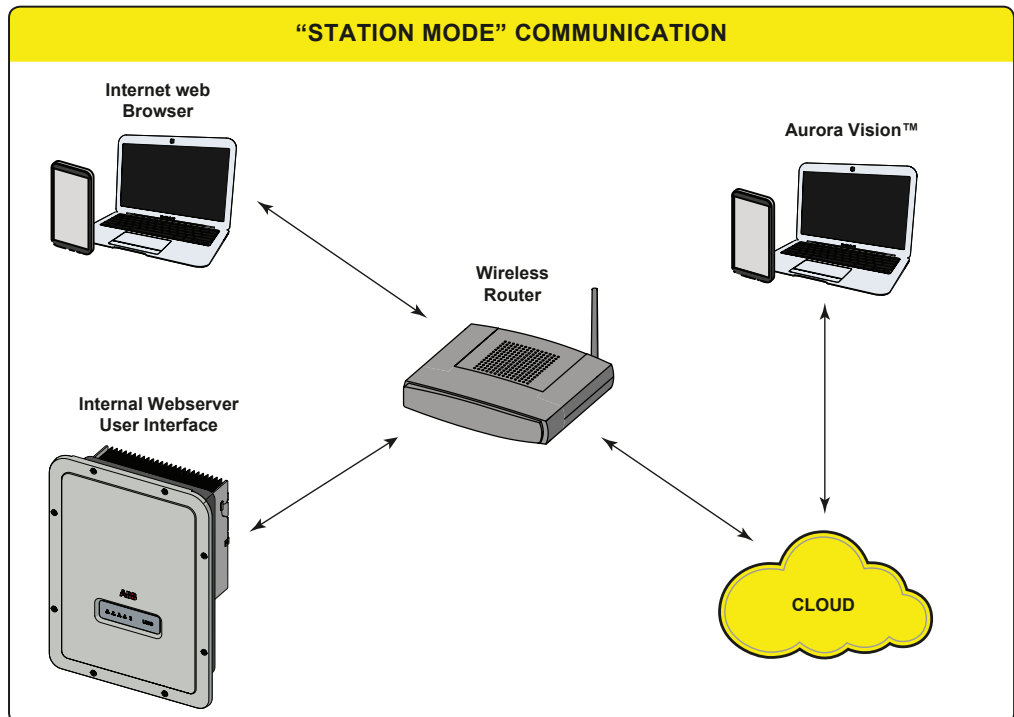 “STATION MODE” COMMUNICATION
Internet web
Browser
Aurora Vision™
Wireless
Router
Internal Webserver
User Interface
ABB
CLOUD